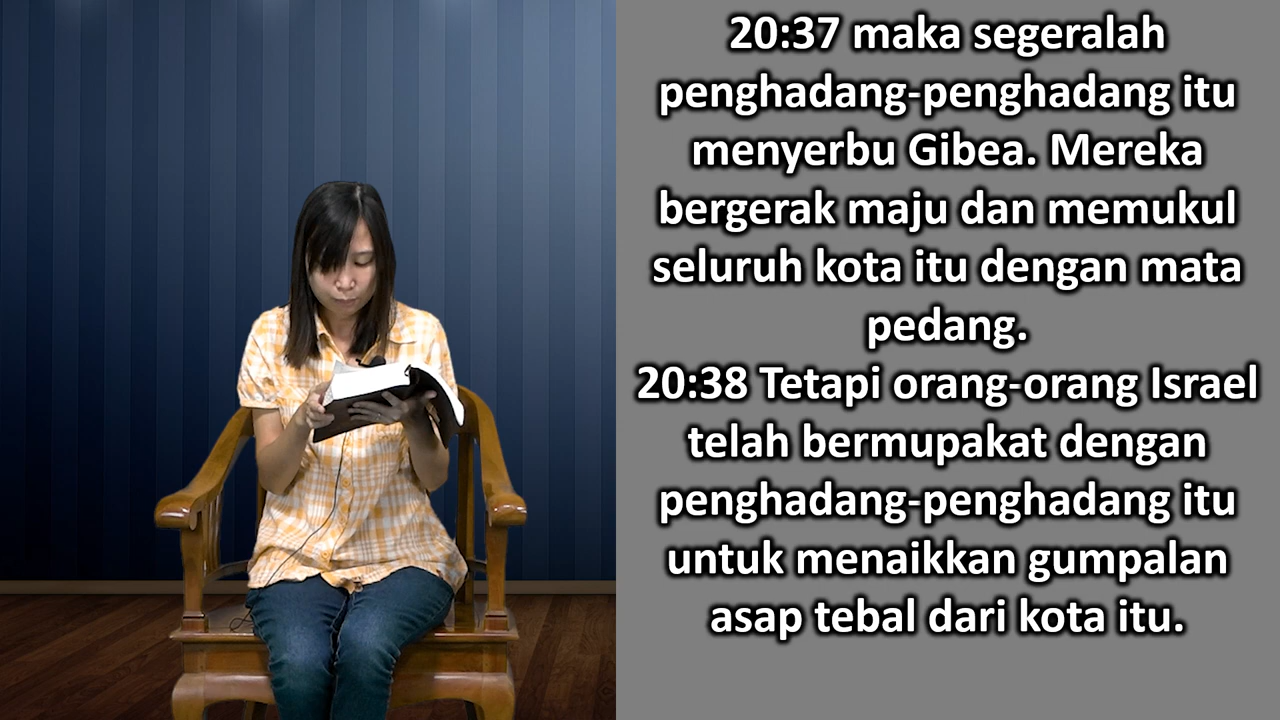 20:37 maka segeralah
penghadang-penghadang itu
menyerbu Gibea. Mereka
bergerak maju dan memukul
seluruh kota itu dengan mata
pedang.
20:38 Tetapi orang-orang Israel
telah bermupakat dengan
penghadang-penghadang itu
untuk menaikkan gumpalan
asap tebal dari kota itu.